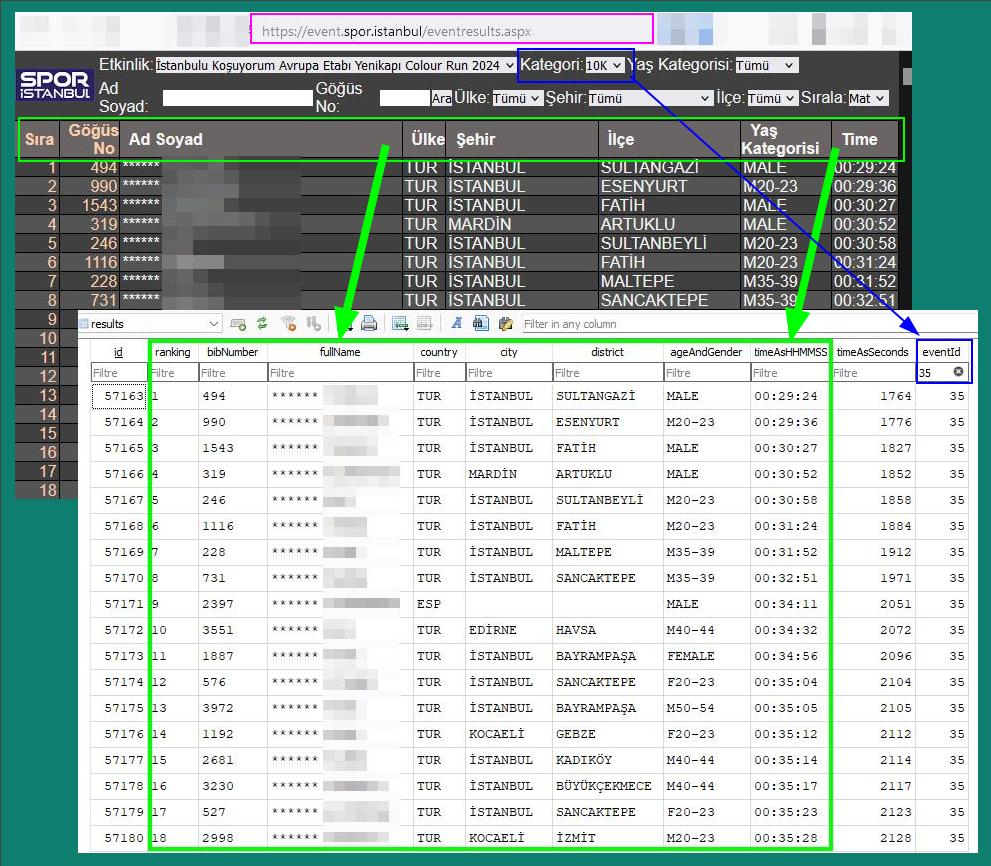 https://event.spor.istanbul/eventresults.aspx
SPOR İSTANBUL
Etkinlik: İstanbulu Koşuyorum Avrupa Etabı Yenikapı Colour Run 2024 Kategori: 10K Yaş Kategorisi: Tümü
Ad Soyad: Göğüs No: Ara Ülke: Tümü Şehir: Tümü İlçe: Tümü Sırala: Mat
Sıra Göğüs No Ad Soyad Ülke Şehir İlçe Yaş Kategorisi Time
1 494 ****** TUR İSTANBUL SULTANGAZİ MALE 00:29:24
2 990 ****** TUR İSTANBUL ESENYURT M20-23 00:29:36
3 1543 ****** TUR İSTANBUL FATİH MALE 00:30:27
4 319 ****** TUR MARDİN ARTUKLU MALE 00:30:52
5 246 ****** TUR İSTANBUL SULTANBEYLİ M20-23 00:30:58
6 1116 ****** TUR İSTANBUL FATİH M20-23 00:31:24
7 228 ****** TUR İSTANBUL MALTEPE M35-39 00:31:52
8 731 ****** TUR İSTANBUL SANCAKTEPE M35-39 00:32:51
9
10
11
12
13
14
15
16
17
18
results Filter in any column
id ranking bibNumber fullName country city district ageAndGender timeAsHHMMSS timeAsSeconds eventId
Filtre Filtre Filtre Filtre Filtre Filtre Filtre Filtre Filtre Filtre 35
57163 1 494 ****** TUR İSTANBUL SULTANGAZİ MALE 00:29:24 1764 35
57164 2 990 ****** TUR İSTANBUL ESENYURT M20-23 00:29:36 1776 35
57165 3 1543 ****** TUR İSTANBUL FATİH MALE 00:30:27 1827 35
57166 4 319 ****** TUR MARDİN ARTUKLU MALE 00:30:52 1852 35
57167 5 246 ****** TUR İSTANBUL SULTANBEYLİ M20-23 00:30:58 1858 35
57168 6 1116 ****** TUR İSTANBUL FATİH M20-23 00:31:24 1884 35
57169 7 228 ****** TUR İSTANBUL MALTEPE M35-39 00:31:52 1912 35
57170 8 731 ****** TUR İSTANBUL SANCAKTEPE M35-39 00:32:51 1971 35
57171 9 2397 ****** ESP MALE 00:34:11 2051 35
57172 10 3551 ****** TUR EDİRNE HAVSA M40-44 00:34:32 2072 35
57173 11 1887 ****** TUR İSTANBUL BAYRAMPAŞA FEMALE 00:34:56 2096 35
57174 12 576 ****** TUR İSTANBUL SANCAKTEPE F20-23 00:35:04 2104 35
57175 13 3972 ****** TUR İSTANBUL BAYRAMPAŞA M50-54 00:35:05 2105 35
57176 14 1192 ****** TUR KOCAELİ GEBZE F20-23 00:35:12 2112 35
57177 15 2681 ****** TUR İSTANBUL KADIKÖY M40-44 00:35:14 2114 35
57178 16 3230 ****** TUR İSTANBUL BÜYÜKÇEKMECE M40-44 00:35:17 2117 35
57179 17 527 ****** TUR İSTANBUL SANCAKTEPE F20-23 00:35:23 2123 35
57180 18 2998 ****** TUR KOCAELİ İZMİT M20-23 00:35:28 2128 35